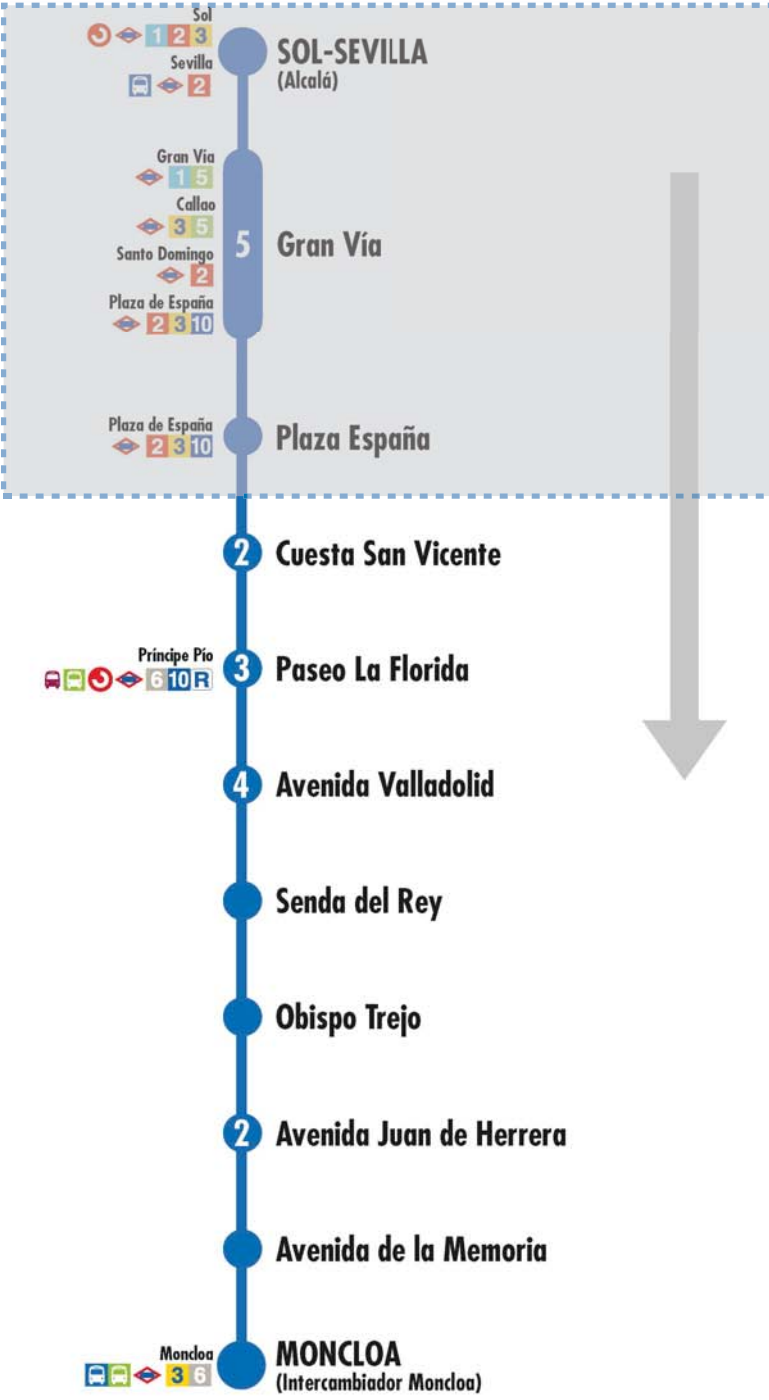 Sol
1 2 3
SOL-SEVILLA
(Alcalá)
Sevilla
2
Gran Vía
1 5
Callao
3 5
Santo Domingo
2
Plaza de España
2 3 10
5
Gran Vía
Plaza de España
2 3 10
Plaza España
2 Cuesta San Vicente
Príncipe Pío
6 10 R
3 Paseo La Florida
4 Avenida Valladolid
Senda del Rey
Obispo Trejo
2 Avenida Juan de Herrera
Avenida de la Memoria
Moncloa
3 6
MONCLOA
(Intercambiador Moncloa)